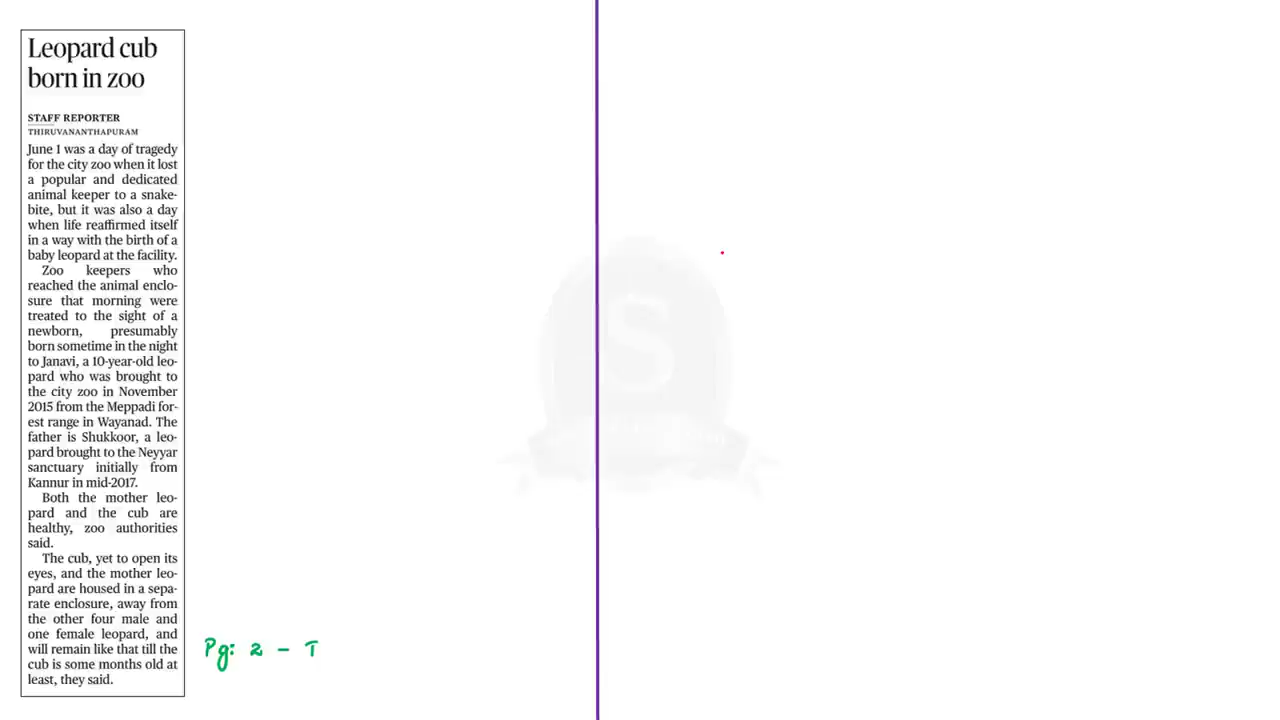 Leopard cub
born in zoo
STAFF REPORTER
THIRUVANANTHAPURAM
June 1 was a day of tragedy
for the city zoo when it lost
a popular and dedicated
animal keeper to a snake-
bite, but it was also a day
when life reaffirmed itself
in a way with the birth of a
baby leopard at the facility.
Zoo keepers who
reached the animal enclo-
sure that morning were
treated to the sight of a
newborn, presumably
born sometime in the night
to Janavi, a 10-year-old leo-
pard who was brought to
the city zoo in November
2015 from the Meppadi for-
est range in Wayanad. The
father is Shukkoor, a leo-
pard brought to the Neyyar
sanctuary initially from
Kannur in mid-2017.
Both the mother leo-
pard and the cub are
healthy, zoo authorities
said.
The cub, yet to open its
eyes, and the mother leo-
pard are housed in a sepa-
rate enclosure, away from
the other four male and
one female leopard, and
will remain like that till the
cub is some months old at
least, they said.
Pg: 2 - T
S